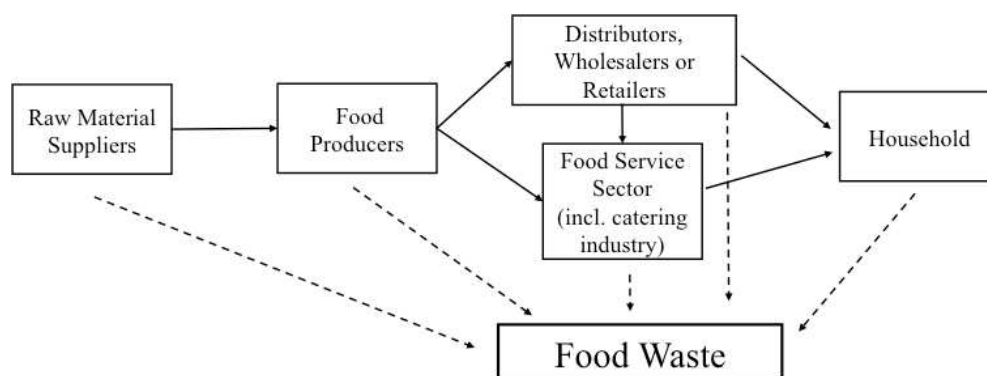 Raw Material
Suppliers
Food
Producers
Distributors,
Wholesalers or
Retailers
Food Service
Sector
(incl. catering
industry)
Household
Food Waste